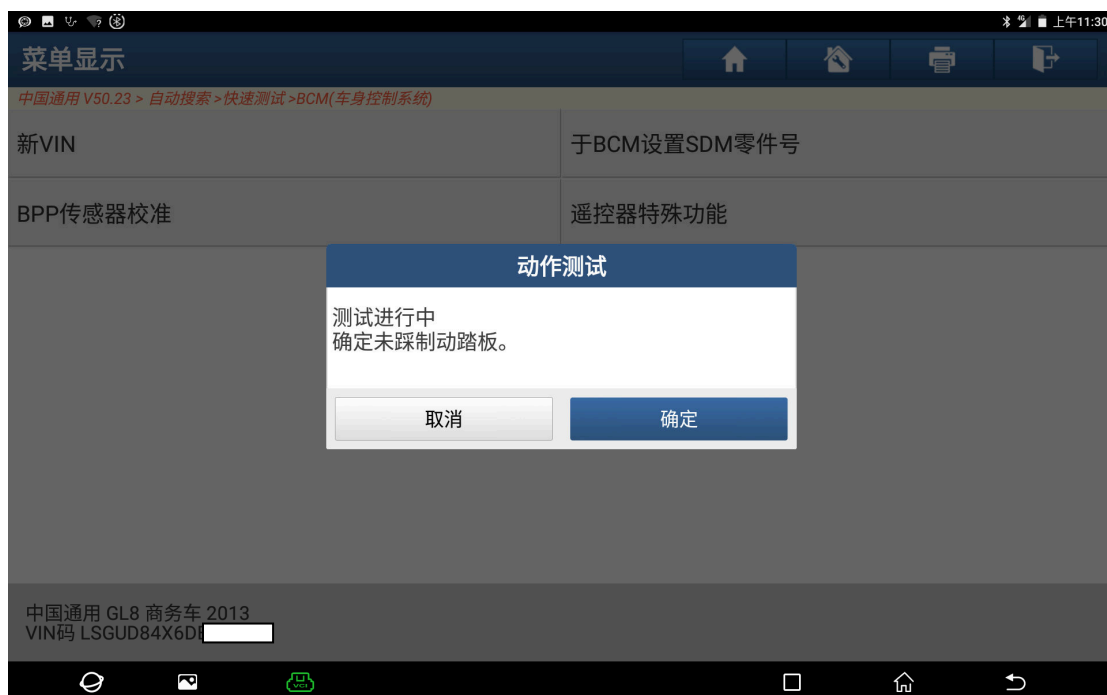 上午11:30
菜单显示
中国通用 V50.23 > 自动搜索 >快速测试 >BCM(车身控制系统)
新VIN
于BCM设置SDM零件号
BPP传感器校准
遥控器特殊功能
动作测试
测试进行中
确定未踩制动踏板。
取消
确定
中国通用 GL8 商务车 2013
VIN码 LSGUD84X6D
VCI